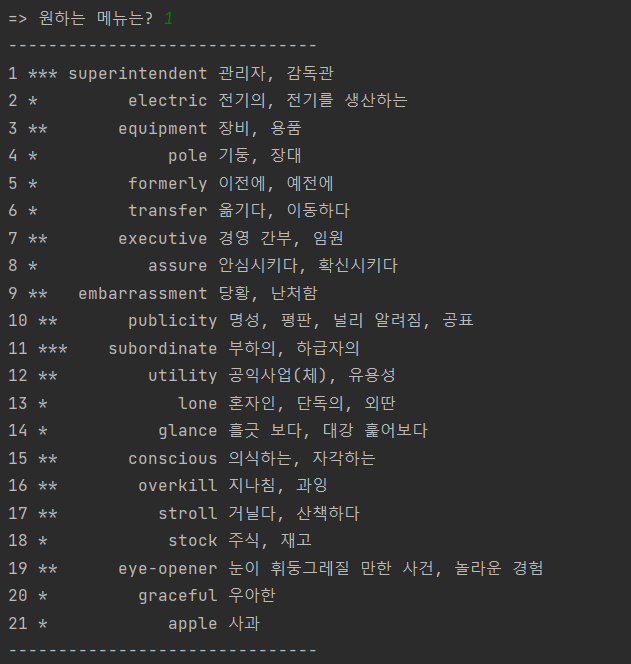 => 원하는 메뉴는? 1
-------------------------------
1 *** superintendent 관리자, 감독관
2 *         electric 전기의, 전기를 생산하는
3 **       equipment 장비, 용품
4 *             pole 기둥, 장대
5 *         formerly 이전에, 예전에
6 *         transfer 옮기다, 이동하다
7 **       executive 경영 간부, 임원
8 *           assure 안심시키다, 확신시키다
9 **   embarrassment 당황, 난처함
10 **       publicity 명성, 평판, 널리 알려짐, 공표
11 ***    subordinate 부하의, 하급자의
12 **         utility 공익사업(체), 유용성
13 *             lone 혼자인, 단독의, 외딴
14 *           glance 흘긋 보다, 대강 훑어보다
15 **       conscious 의식하는, 자각하는
16 **        overkill 지나침, 과잉
17 **          stroll 거닐다, 산책하다
18 *            stock 주식, 재고
19 **      eye-opener 눈이 휘둥그레질 만한 사건, 놀라운 경험
20 *         graceful 우아한
21 *            apple 사과
-------------------------------